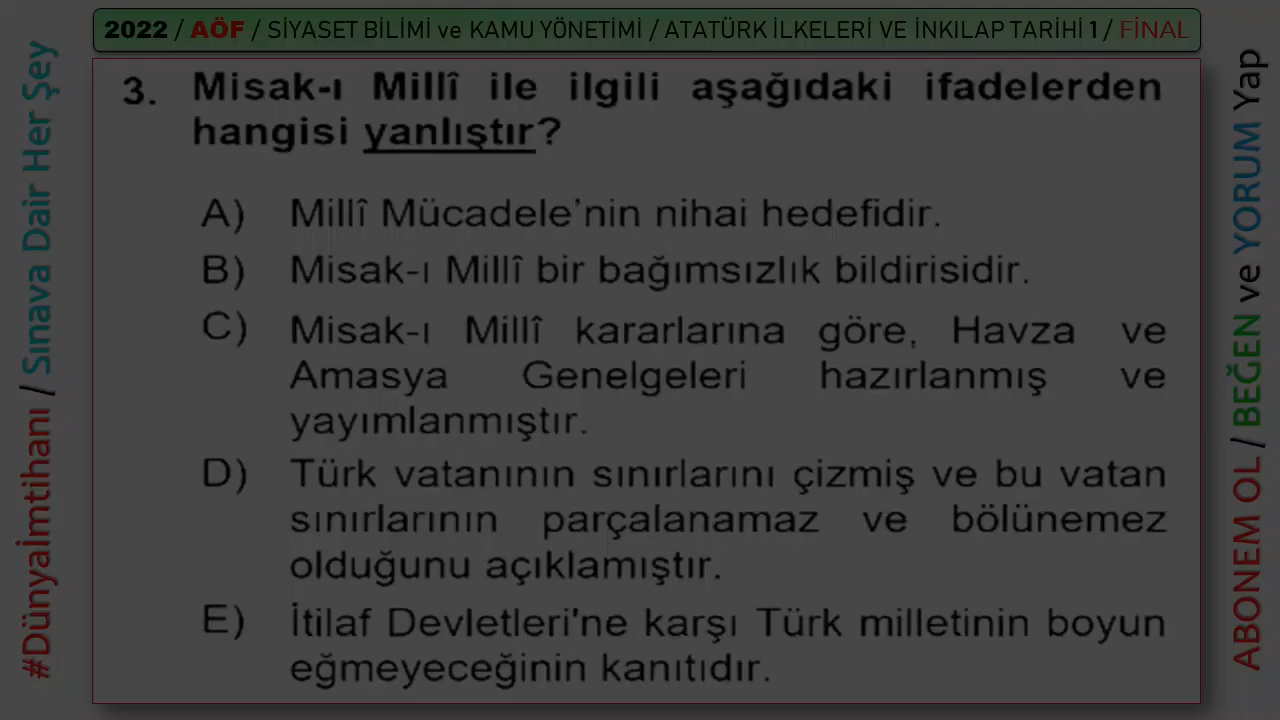 2022 / AÖF / SİYASET BİLİMİ ve KAMU YÖNETİMİ / ATATÜRK İLKELERİ VE İNKILAP TARİHİ 1 / FİNAL
3. Misak-ı Millî ile ilgili aşağıdaki ifadelerden
hangisi yanlıştır?
A) Millî Mücadele'nin nihai hedefidir.
B) Misak-ı Millî bir bağımsızlık bildirisidir.
C) Misak-ı Millî kararlarına göre, Havza ve
Amasya Genelgeleri hazırlanmış ve
yayımlanmıştır.
D) Türk vatanının sınırlarını çizmiş ve bu vatan
sınırlarının parçalanamaz ve bölünemez
olduğunu açıklamıştır.
E) İtilaf Devletleri'ne karşı Türk milletinin boyun
eğmeyeceğinin kanıtıdır.
#Dünyaİmtihanı / Sınava Dair Her Şey
ABONEM OL / BEĞEN ve YORUM Yap